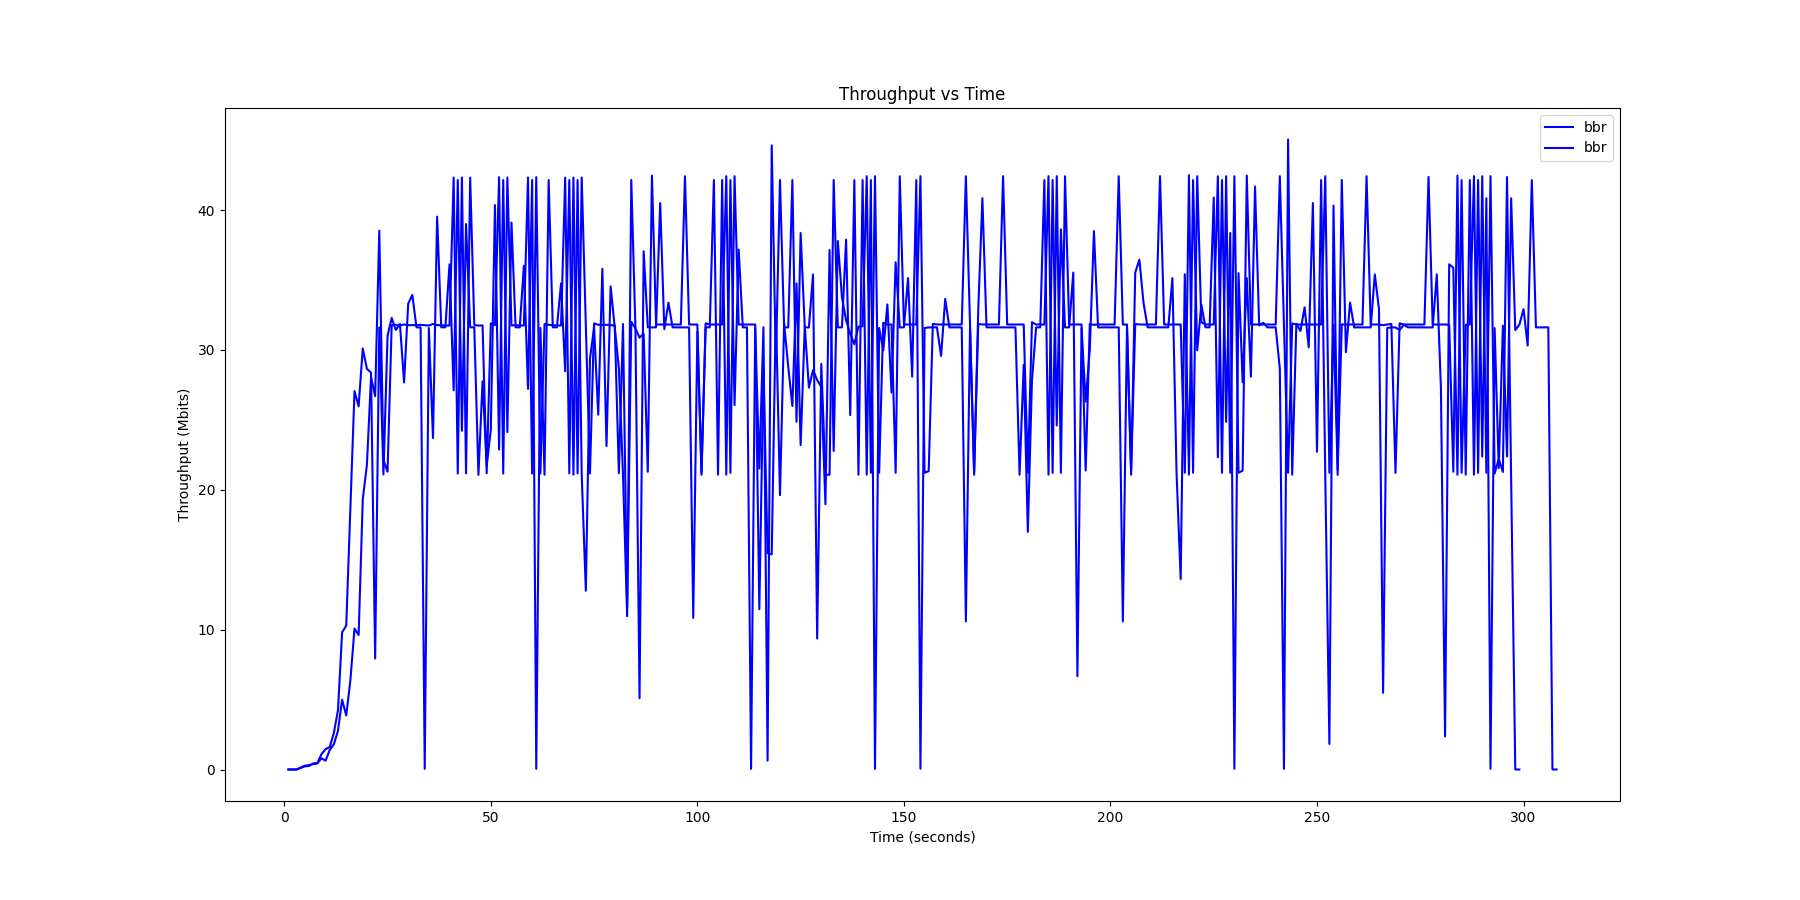 Throughput vs Time
bbr
bbr
Throughput (Mbits)
40
30
20
10
0
0 50 100 150 200 250 300
Time (seconds)